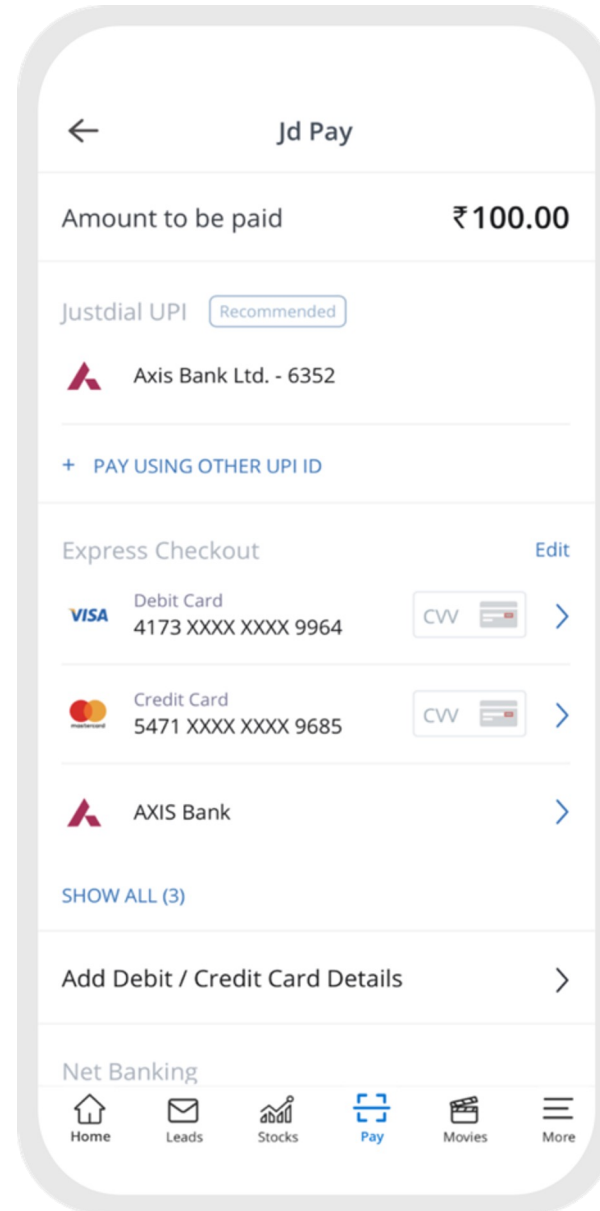 Jd Pay
Amount to be paid ₹100.00
Justdial UPI Recommended
Axis Bank Ltd. - 6352
+ PAY USING OTHER UPI ID
Express Checkout Edit
VISA Debit Card
4173 XXXX XXXX 9964 CVV
Credit Card
mastercard 5471 XXXX XXXX 9685 CVV
AXIS Bank
SHOW ALL (3)
Add Debit / Credit Card Details
Net Banking
Home Leads Stocks Pay Movies More